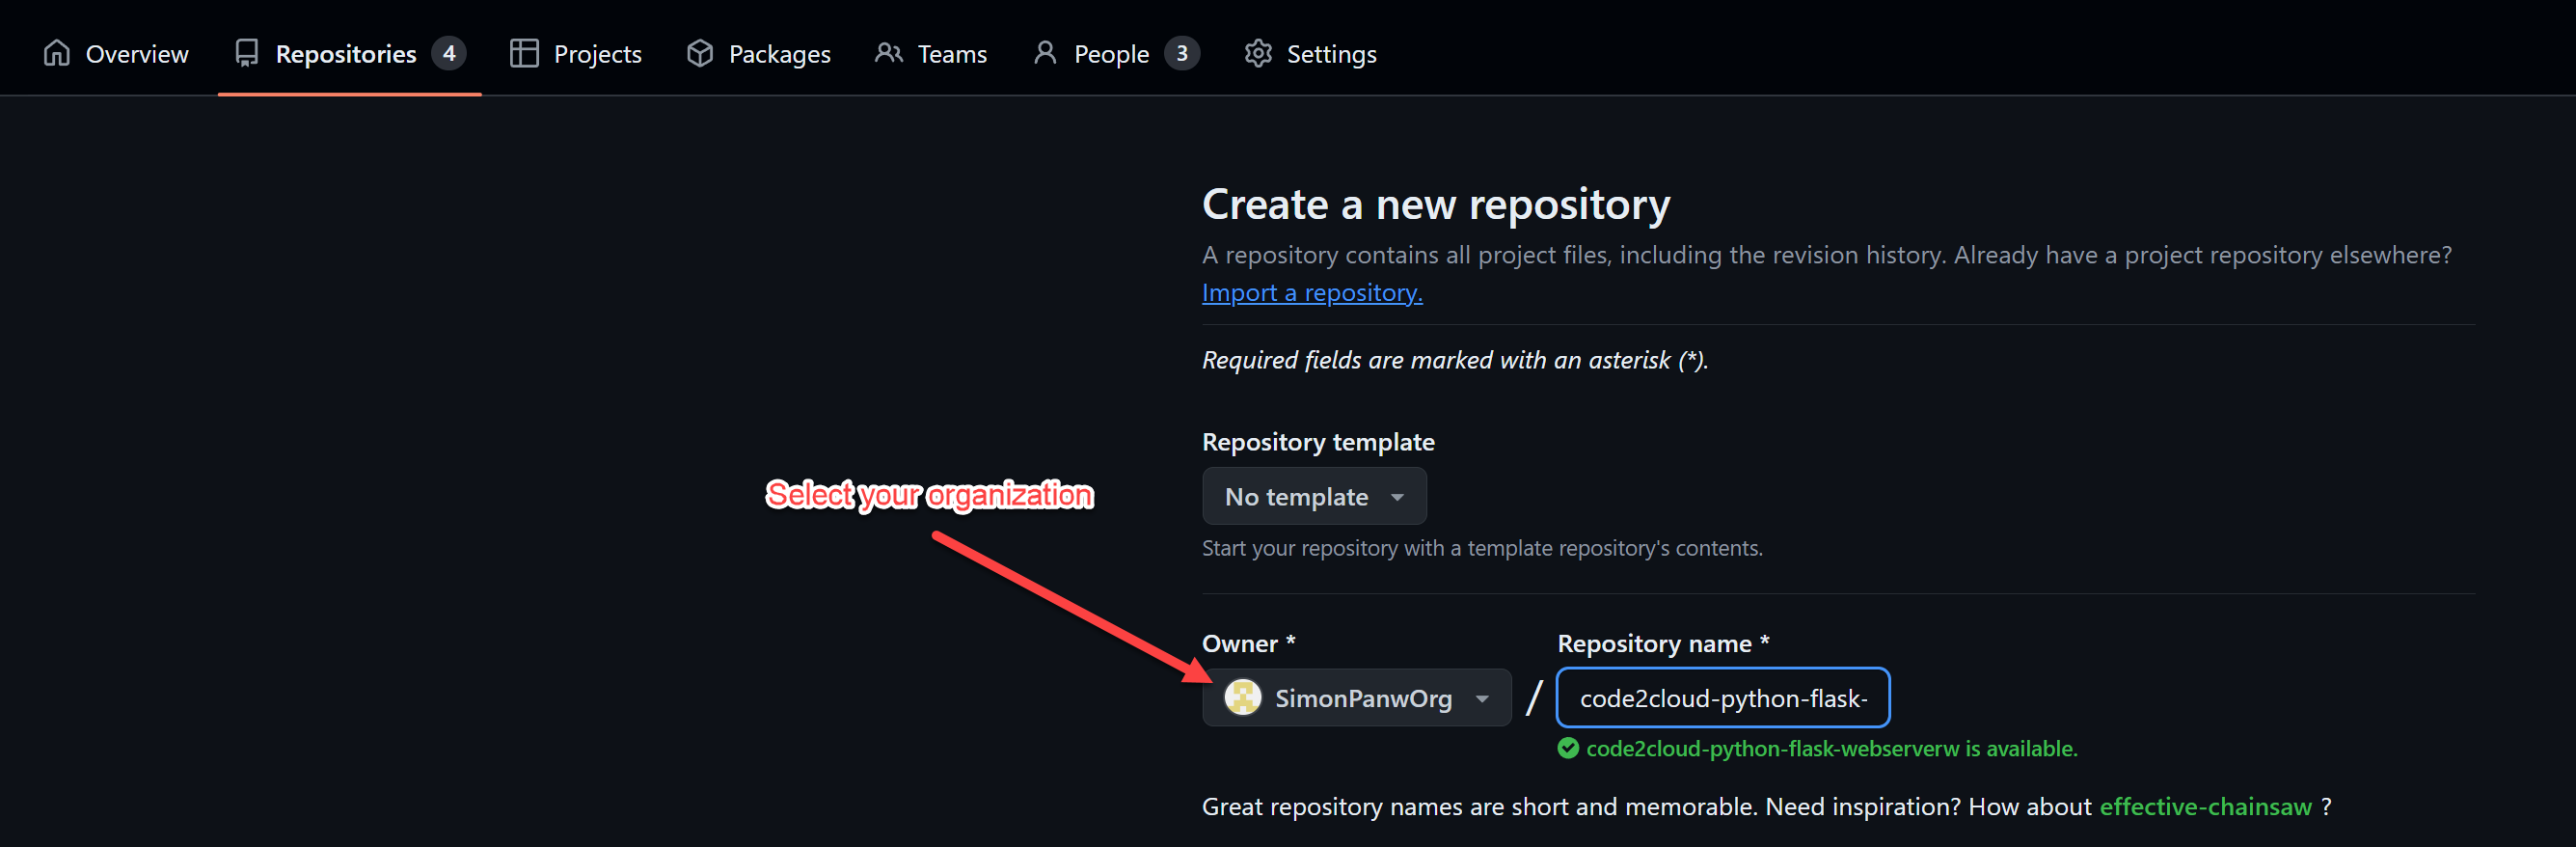 Overview Repositories 4 Projects Packages Teams People 3 Settings
Create a new repository
A repository contains all project files, including the revision history. Already have a project repository elsewhere?
Import a repository.
Required fields are marked with an asterisk (*).
Repository template
Select your organization
No template
Start your repository with a template repository's contents.
Owner * Repository name *
SimonPanwOrg / code2cloud-python-flask-
code2cloud-python-flask-webserverw is available.
Great repository names are short and memorable. Need inspiration? How about effective-chainsaw ?